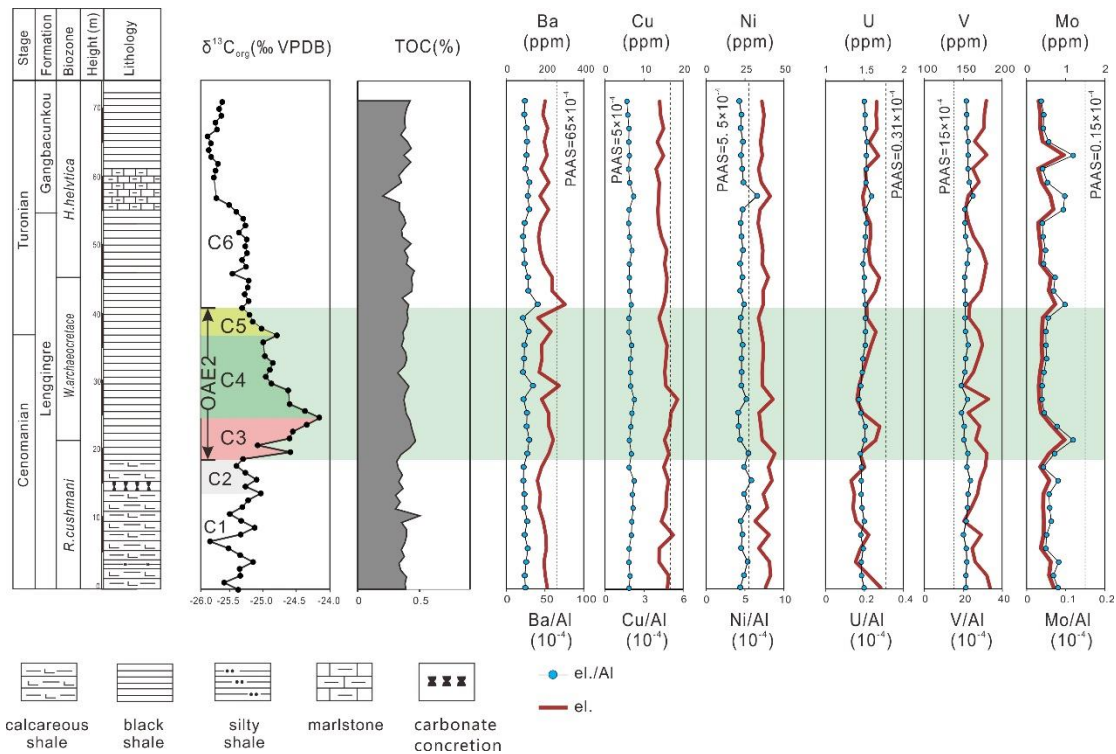 Stage
Formation
Biozone
Height (m)
Lithology
δ¹³Corg(‰ VPDB)
TOC(%)
Ba
(ppm)
0 200 400
Cu
(ppm)
0 10 20
Ni
(ppm)
0 25 50
U
(ppm)
1 1.5 2
V
(ppm)
100 150 200
Mo
(ppm)
0 1 2
Turonian
Cenomanian
Gangbacunkou
Lengqingre
H.helvtica
W.archaeocretace
R.cushmani
70
60
50
40
30
20
10
0
C6
C5
C4
C3
C2
C1
OAE2
PAAS=65×10⁻⁴
PAAS=5×10⁻⁴
PAAS=5. 5×10⁻⁴
PAAS=0.31×10⁻⁴
PAAS=15×10⁻⁴
PAAS=0.15×10⁻⁴
-26.0 -25.0 -24.5 -24.0
0 0.5
0 50 100
Ba/Al
(10⁻⁴)
0 3 6
Cu/Al
(10⁻⁴)
0 5 10
Ni/Al
(10⁻⁴)
0 0.2 0.4
U/Al
(10⁻⁴)
0 20 40
V/Al
(10⁻⁴)
0 0.1 0.2
Mo/Al
(10⁻⁴)
calcareous
shale
black
shale
silty
shale
marlstone
carbonate
concretion
el./Al
el.